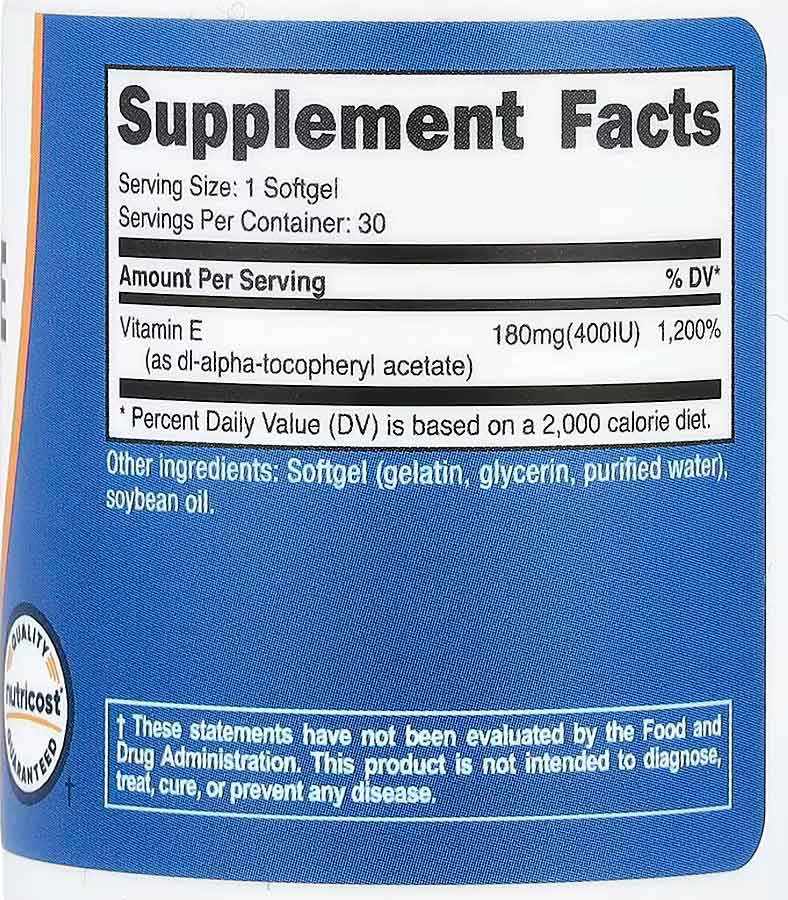 Supplement Facts
Serving Size: 1 Softgel
Servings Per Container: 30
Amount Per Serving % DV*
Vitamin E 180mg(400IU) 1,200%
(as dl-alpha-tocopheryl acetate)
* Percent Daily Value (DV) is based on a 2,000 calorie diet.
Other ingredients: Softgel (gelatin, glycerin, purified water),
soybean oil.
QUALITY
nutricost
GUARANTEED
†
† These statements have not been evaluated by the Food and
Drug Administration. This product is not intended to diagnose,
treat, cure, or prevent any disease.